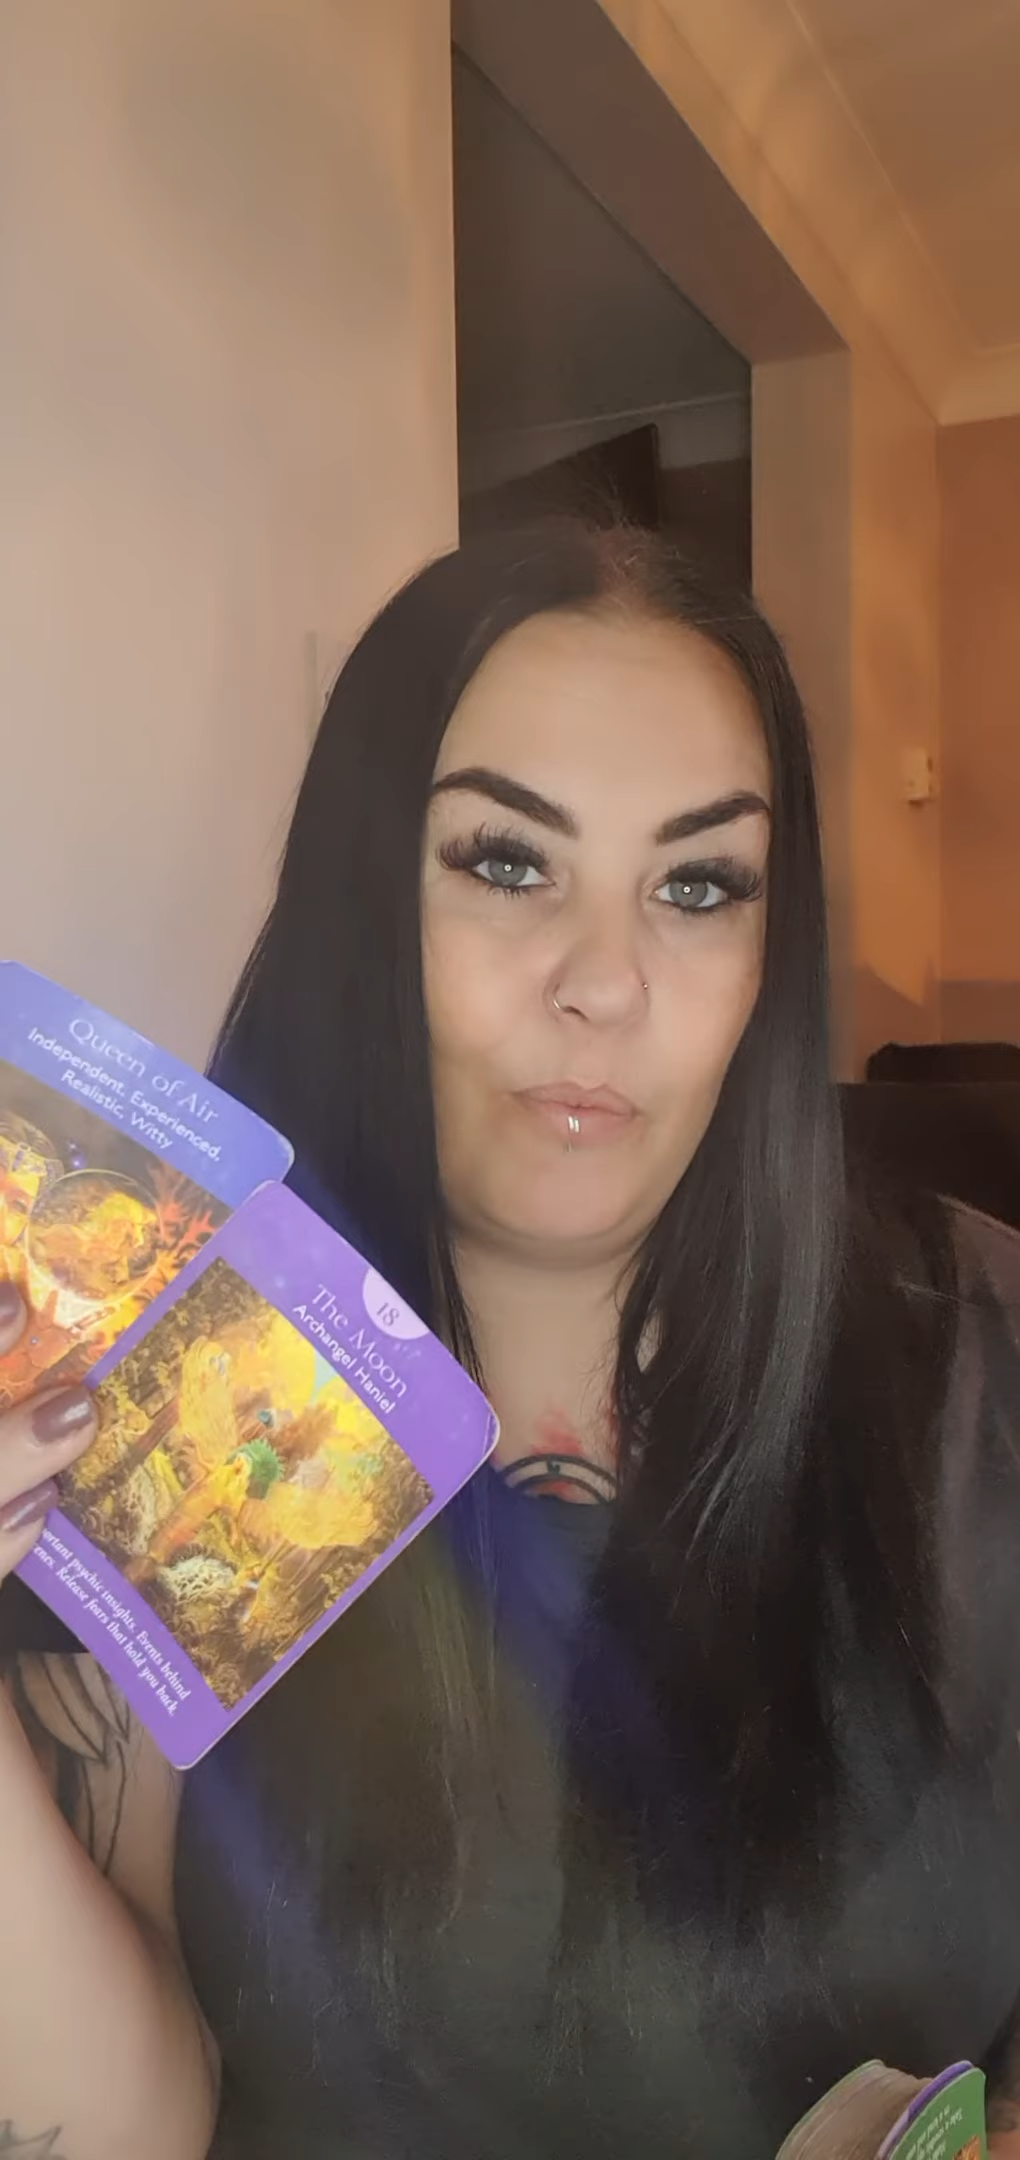 Queen of Air
Independent, Experienced,
Realistic, Witty
18
The Moon
Archangel Haniel
psychic insights. Events behind
Release fears that hold you back.